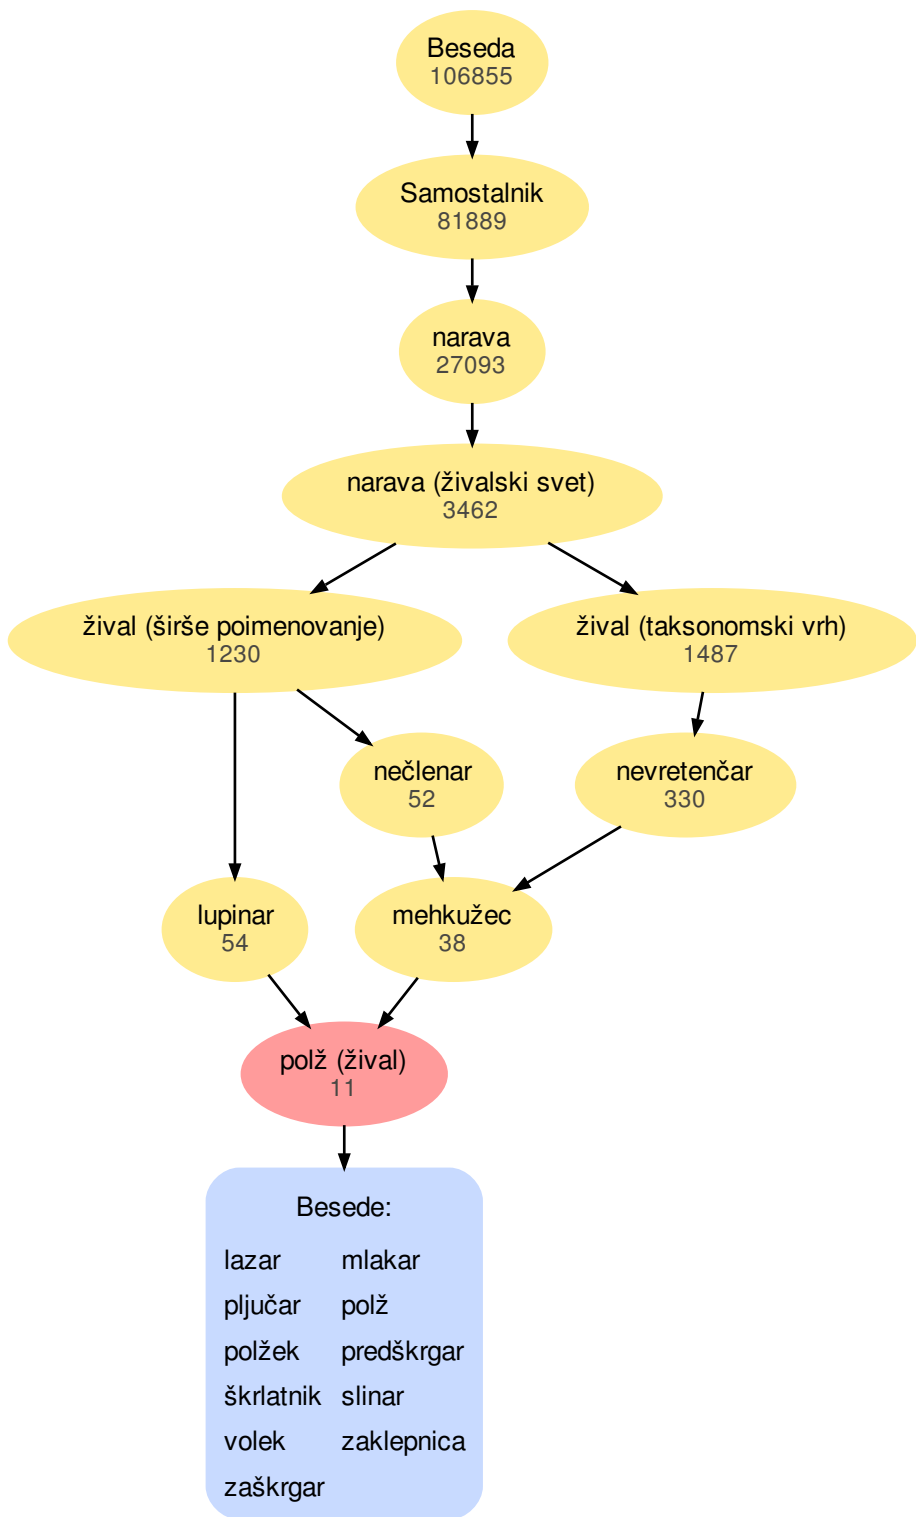 Beseda
106855
Samostalnik
81889
narava
27093
narava (živalski svet)
3462
žival (širše poimenovanje)
1230
žival (taksonomski vrh)
1487
nečlenar
52
nevretenčar
330
lupinar
54
mehkužec
38
polž (žival)
11
Besede:
lazar mlakar
pljučar polž
polžek predškrgar
škrlatnik slinar
volek zaklepnica
zaškrgar